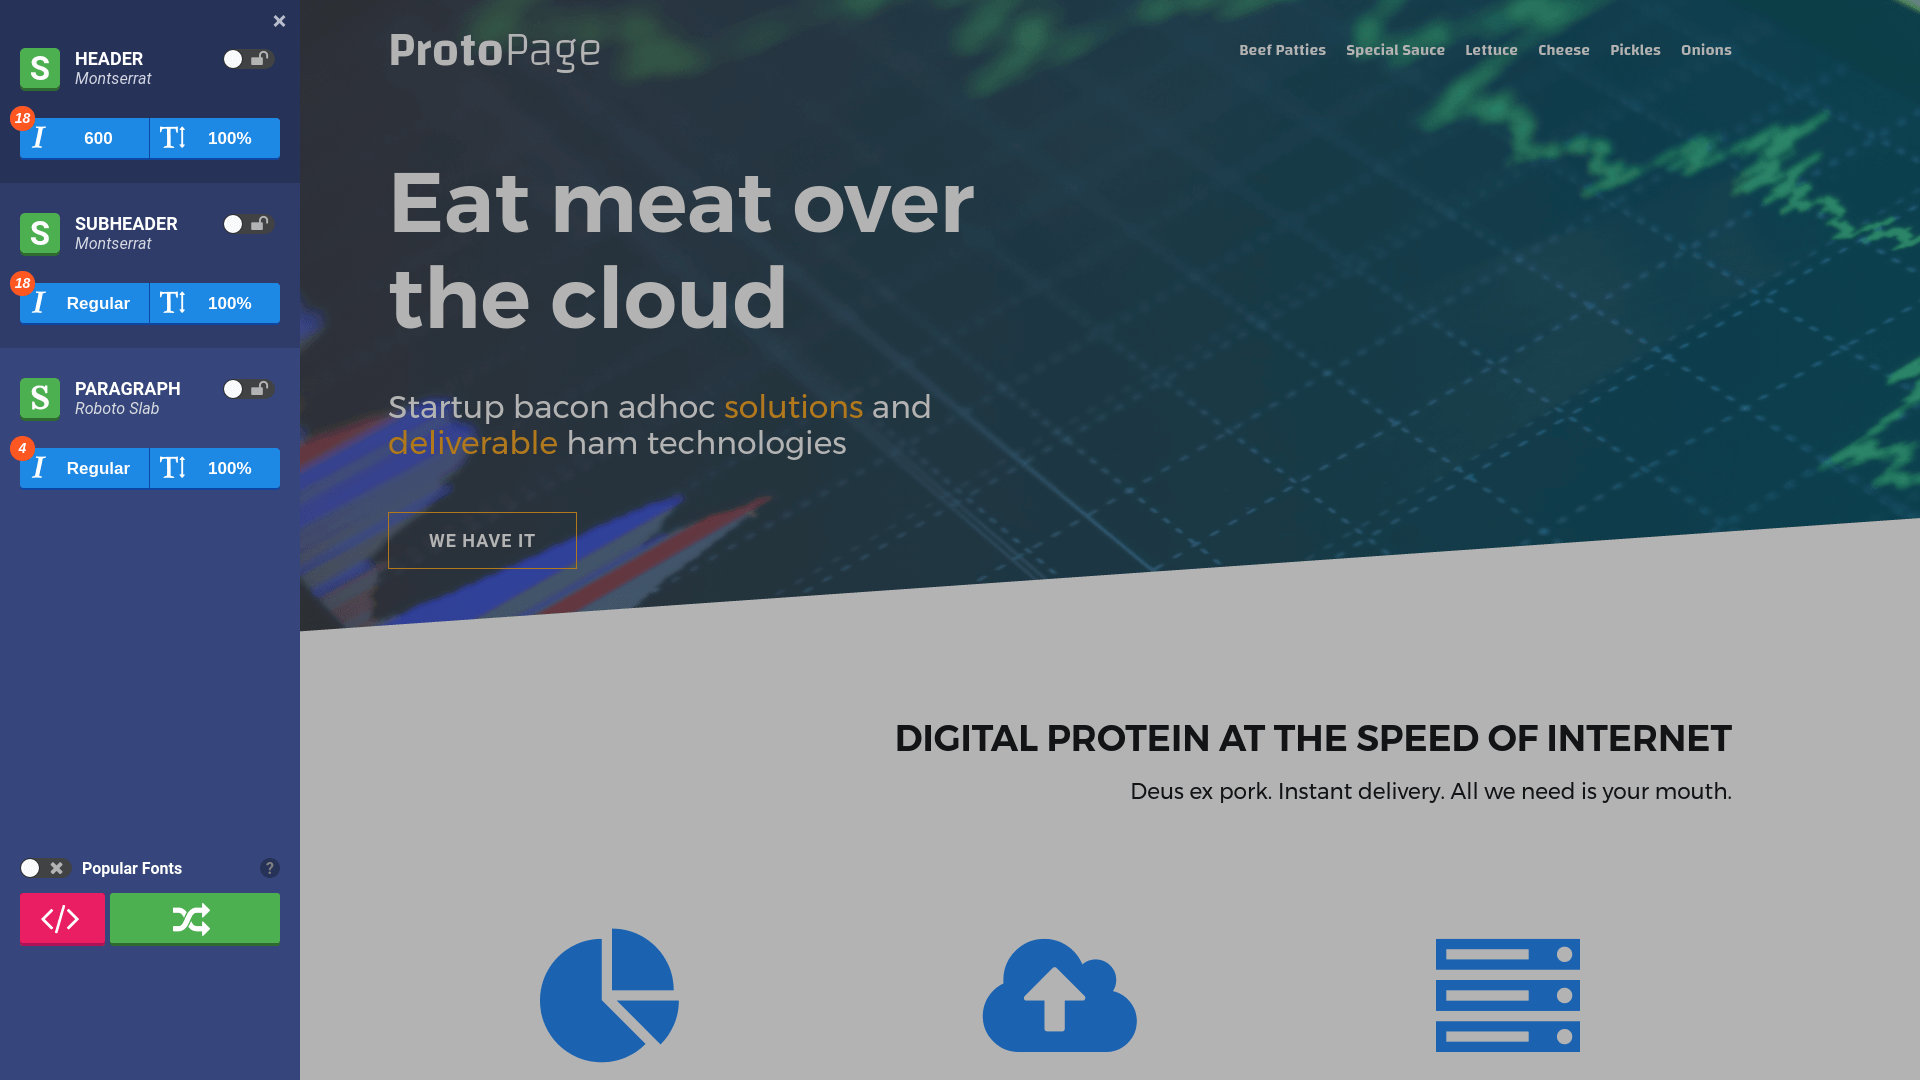 HEADER
Montserrat
18
I 600 T 100%
SUBHEADER
Montserrat
18
I Regular T 100%
PARAGRAPH
Roboto Slab
4
I Regular T 100%
S
S
S
Popular Fonts ?
</>
ProtoPage
Beef Patties Special Sauce Lettuce Cheese Pickles Onions
Eat meat over
the cloud
Startup bacon adhoc solutions and
deliverable ham technologies
WE HAVE IT
DIGITAL PROTEIN AT THE SPEED OF INTERNET
Deus ex pork. Instant delivery. All we need is your mouth.